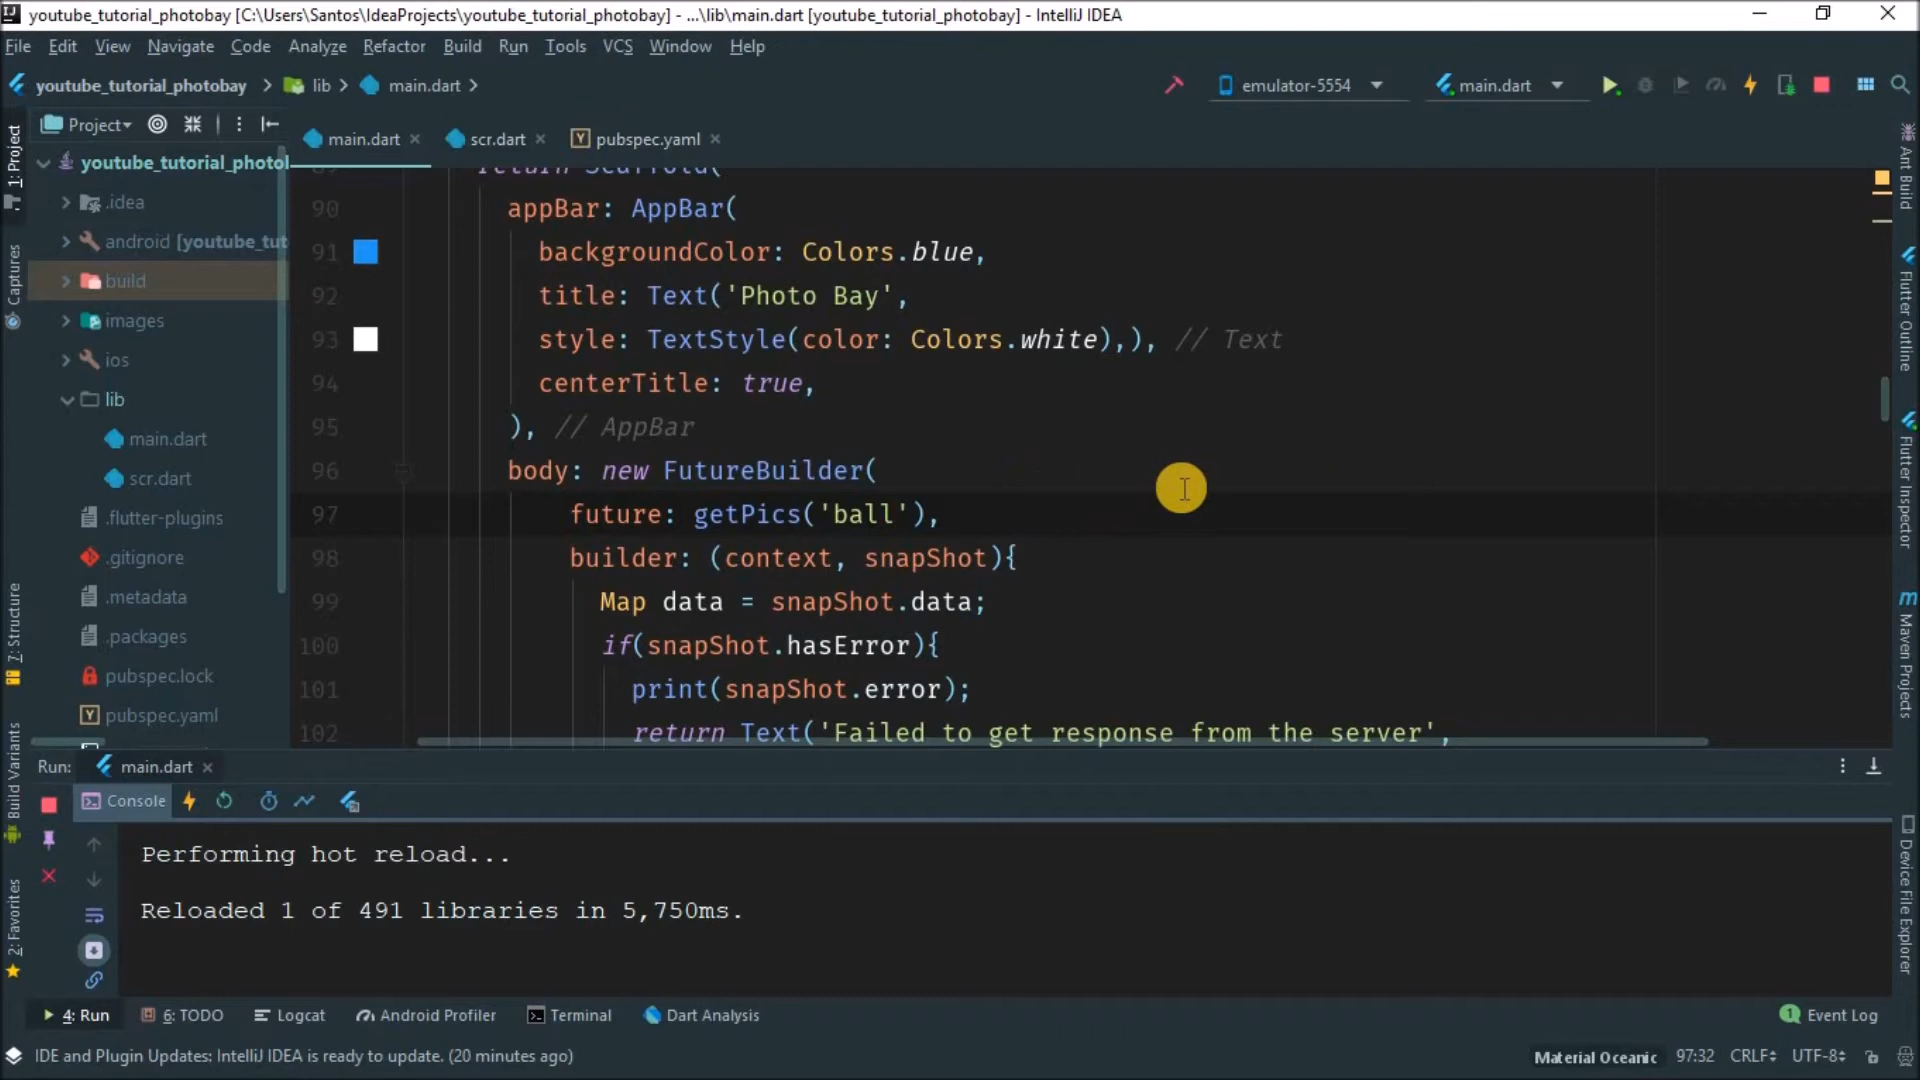 youtube_tutorial_photobay [C:\Users\Santos\IdeaProjects\youtube_tutorial_photobay] - ...\lib\main.dart [youtube_tutorial_photobay] - IntelliJ IDEA
File Edit View Navigate Analyze Code Refactor Build Run Tools VCS Window Help
youtube_tutorial_photobay lib main.dart
emulator-5554 main.dart
Project
main.dart scr.dart pubspec.yaml
1: Project
Captures
7: Structure
Build Variants
2: Favorites
youtube_tutorial_photol
.idea
android [youtube_tut
build
images
ios
lib
main.dart
scr.dart
.flutter-plugins
.gitignore
.metadata
.packages
pubspec.lock
pubspec.yaml
return Scaffold(
90 appBar: AppBar(
91 backgroundColor: Colors.blue,
92 title: Text('Photo Bay',
93 style: TextStyle(color: Colors.white),), // Text
94 centerTitle: true,
95 ), // AppBar
96 body: new FutureBuilder(
97 future: getPics('ball'),
98 builder: (context, snapShot){
99 Map data = snapShot.data;
100 if(snapShot.hasError){
101 print(snapShot.error);
102 return Text('Failed to get response from the server',
Ant Build
Flutter Outline
Flutter Inspector
Maven Projects
Device File Explorer
Run: main.dart
Console
Performing hot reload...
Reloaded 1 of 491 libraries in 5,750ms.
4: Run 6: TODO Logcat Android Profiler Terminal Dart Analysis 1 Event Log
IDE and Plugin Updates: IntelliJ IDEA is ready to update. (20 minutes ago) Material Oceanic 97:32 CRLF UTF-8